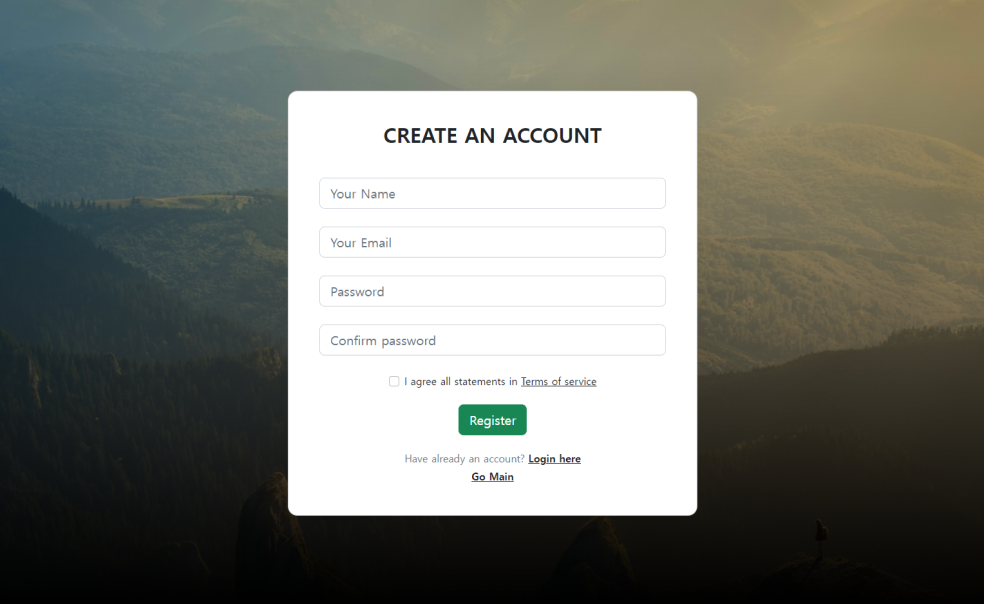 CREATE AN ACCOUNT
Your Name
Your Email
Password
Confirm password
I agree all statements in Terms of service
Register
Have already an account? Login here
Go Main